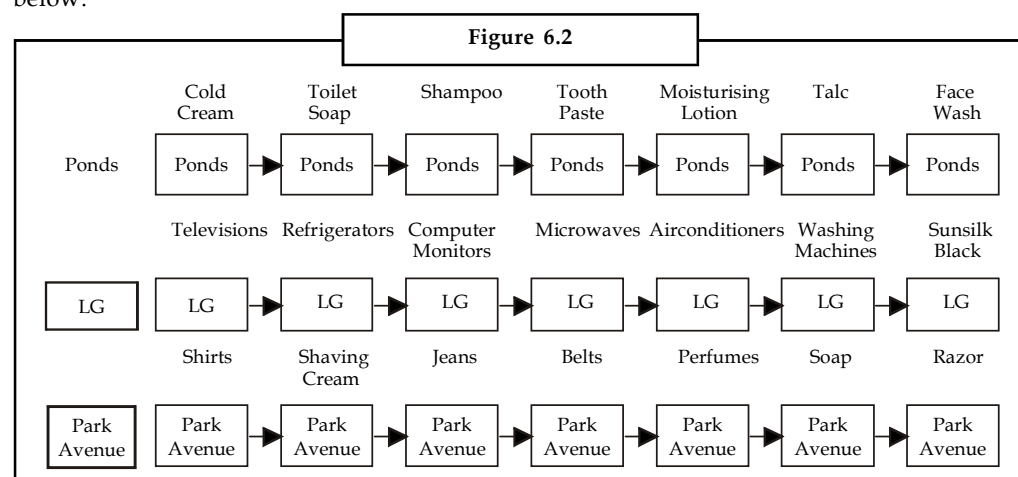 below:
Figure 6.2
Cold Toilet Shampoo Tooth Moisturising Talc Face
Cream Soap Paste Lotion Wash
Ponds Ponds Ponds Ponds Ponds Ponds Ponds Ponds
Televisions Refrigerators Computer Microwaves Airconditioners Washing Sunsilk
Monitors Machines Black
LG LG LG LG LG LG LG LG
Shirts Shaving Jeans Belts Perfumes Soap Razor
Cream
Park Park Park Park Park Park Park Park
Avenue Avenue Avenue Avenue Avenue Avenue Avenue Avenue